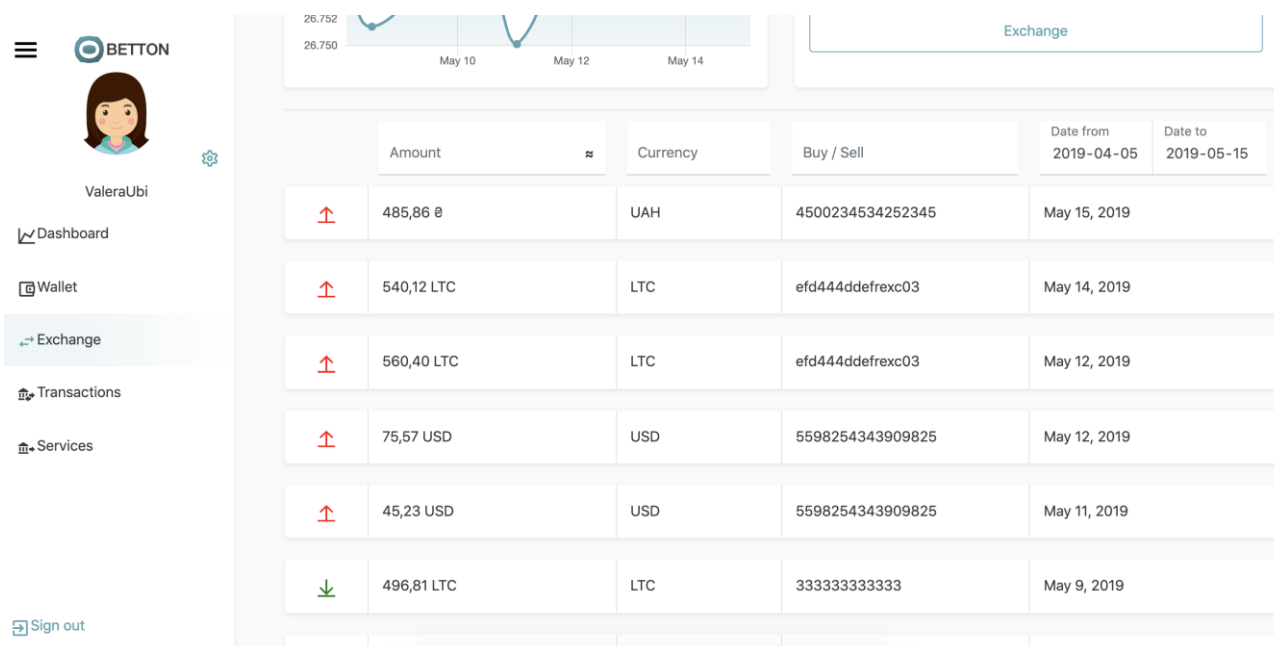 BETTON
ValeraUbi
Dashboard
Wallet
Exchange
Transactions
Services
Sign out
26.752
26.750
May 10 May 12 May 14
Exchange
Amount ≈ Currency Buy / Sell Date from 2019-04-05 Date to 2019-05-15
485,86 ₴ UAH 4500234534252345 May 15, 2019
540,12 LTC LTC efd444ddefrexc03 May 14, 2019
560,40 LTC LTC efd444ddefrexc03 May 12, 2019
75,57 USD USD 5598254343909825 May 12, 2019
45,23 USD USD 5598254343909825 May 11, 2019
496,81 LTC LTC 333333333333 May 9, 2019